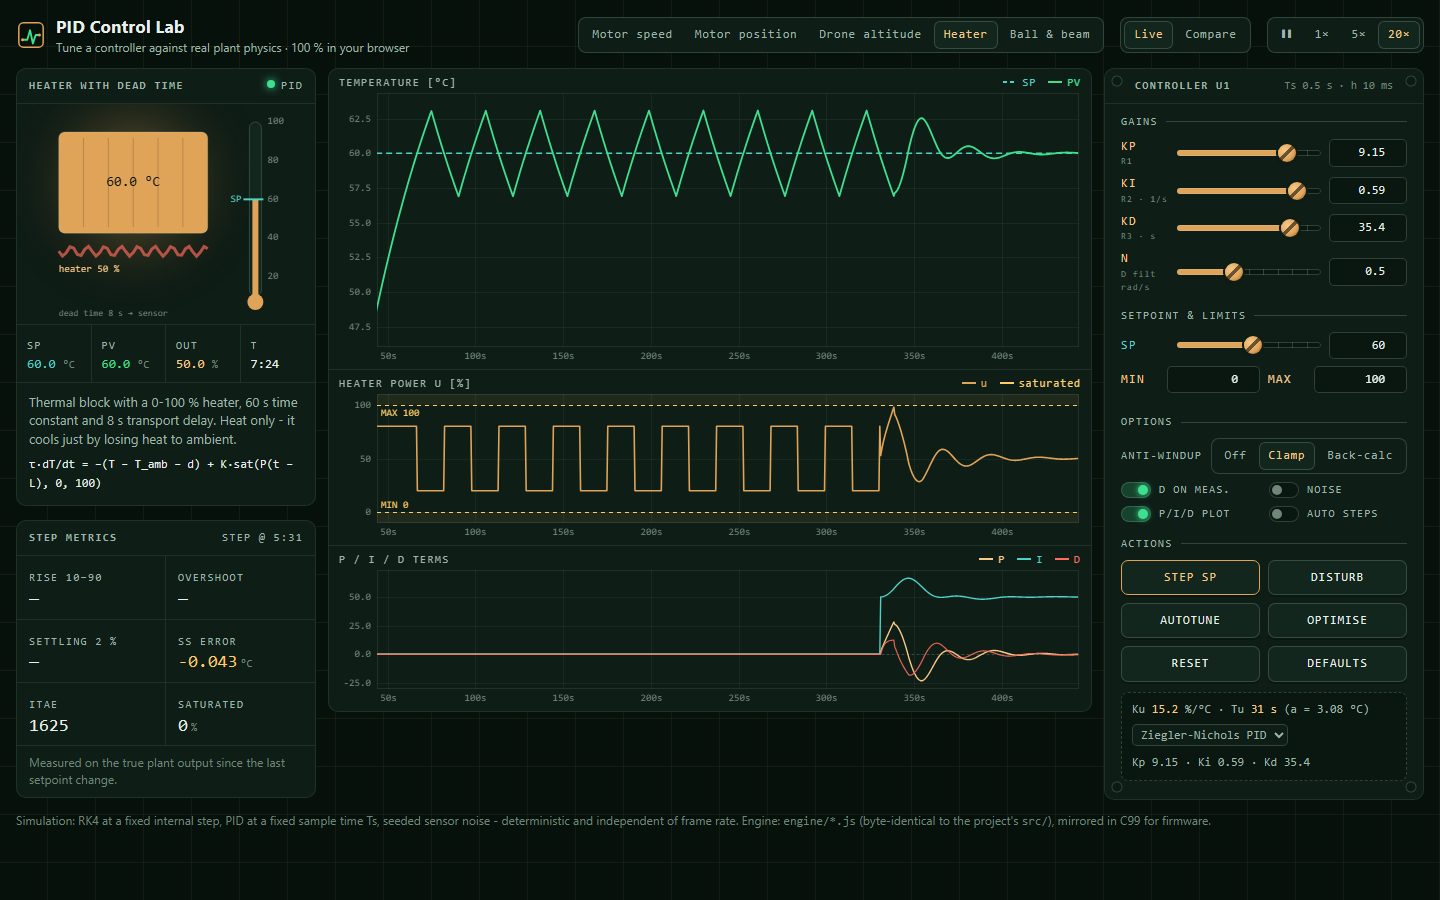 PID Control Lab
Tune a controller against real plant physics · 100 % in your browser
Motor speed Motor position Drone altitude Heater Ball & beam
Live Compare
1× 5× 20×
HEATER WITH DEAD TIME PID
60.0 °C
heater 50 %
dead time 8 s → sensor
100
80
SP 60
40
20
SP PV OUT T
60.0 °C 60.0 °C 50.0 % 7:24
Thermal block with a 0-100 % heater, 60 s time
constant and 8 s transport delay. Heat only - it
cools just by losing heat to ambient.
τ·dT/dt = −(T − T_amb − d) + K·sat(P(t −
L), 0, 100)
STEP METRICS STEP @ 5:31
RISE 10–90 OVERSHOOT
— —
SETTLING 2 % SS ERROR
— -0.043 °C
ITAE SATURATED
1625 0 %
Measured on the true plant output since the last
setpoint change.
TEMPERATURE [°C] SP PV
62.5
60.0
57.5
55.0
52.5
50.0
47.5
50s 100s 150s 200s 250s 300s 350s 400s
HEATER POWER U [%] u saturated
100
MAX 100
50
MIN 0
0
50s 100s 150s 200s 250s 300s 350s 400s
P / I / D TERMS P I D
50.0
25.0
0.0
-25.0
50s 100s 150s 200s 250s 300s 350s 400s
CONTROLLER U1 Ts 0.5 s · h 10 ms
GAINS
KP 9.15
R1
KI 0.59
R2 · 1/s
KD 35.4
R3 · s
N 0.5
D filt
rad/s
SETPOINT & LIMITS
SP 60
MIN 0 MAX 100
OPTIONS
ANTI-WINDUP Off Clamp Back-calc
D ON MEAS. NOISE
P/I/D PLOT AUTO STEPS
ACTIONS
STEP SP DISTURB
AUTOTUNE OPTIMISE
RESET DEFAULTS
Ku 15.2 %/°C · Tu 31 s (a = 3.08 °C)
Ziegler-Nichols PID
Kp 9.15 · Ki 0.59 · Kd 35.4
Simulation: RK4 at a fixed internal step, PID at a fixed sample time Ts, seeded sensor noise - deterministic and independent of frame rate. Engine: engine/*.js (byte-identical to the project's src/), mirrored in C99 for firmware.